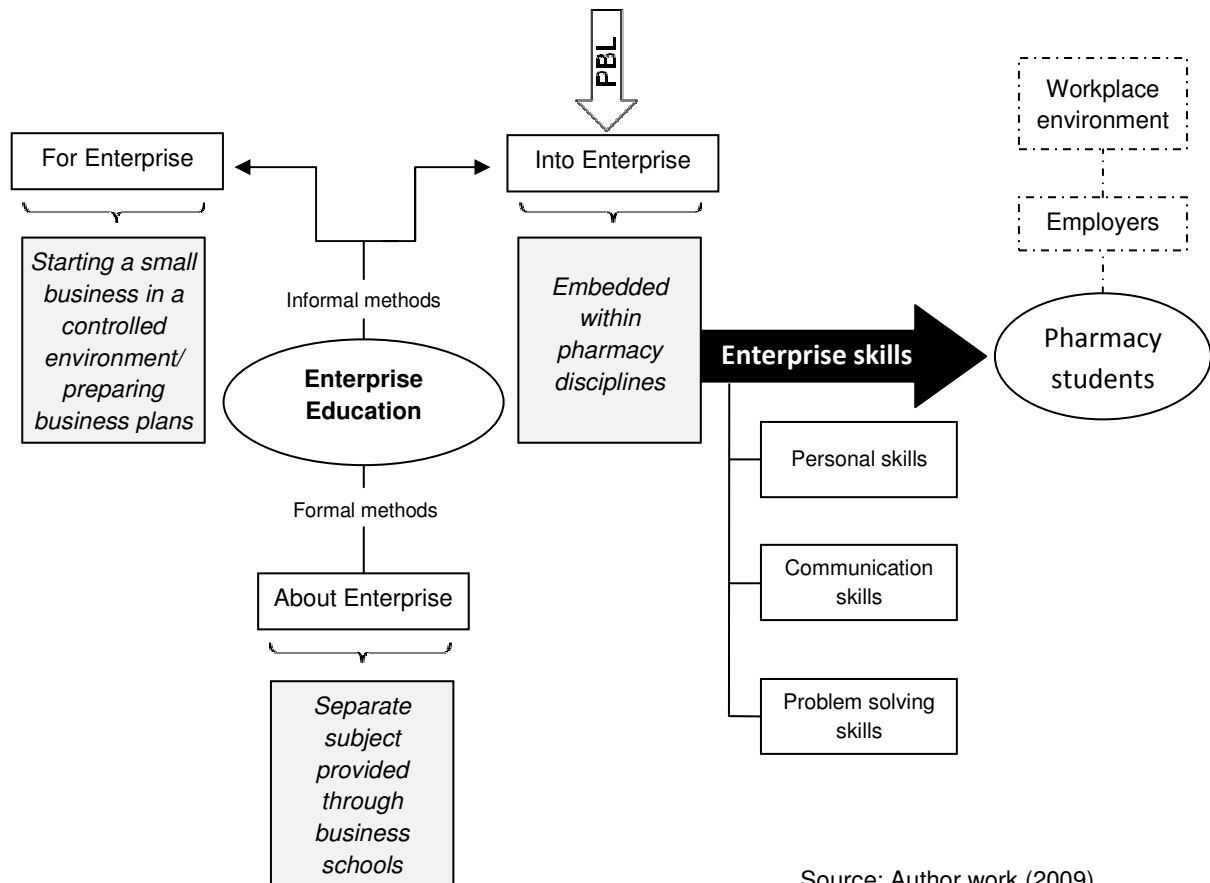 PBL
Workplace
environment
For Enterprise
Into Enterprise
Employers
Starting a small
business in a
controlled
environment/
preparing
business plans
Informal methods
Embedded
within
pharmacy
disciplines
Enterprise skills
Pharmacy
students
Enterprise
Education
Personal skills
Formal methods
Communication
skills
About Enterprise
Problem solving
skills
Separate
subject
provided
through
business
schools
Source: Author work (2009)